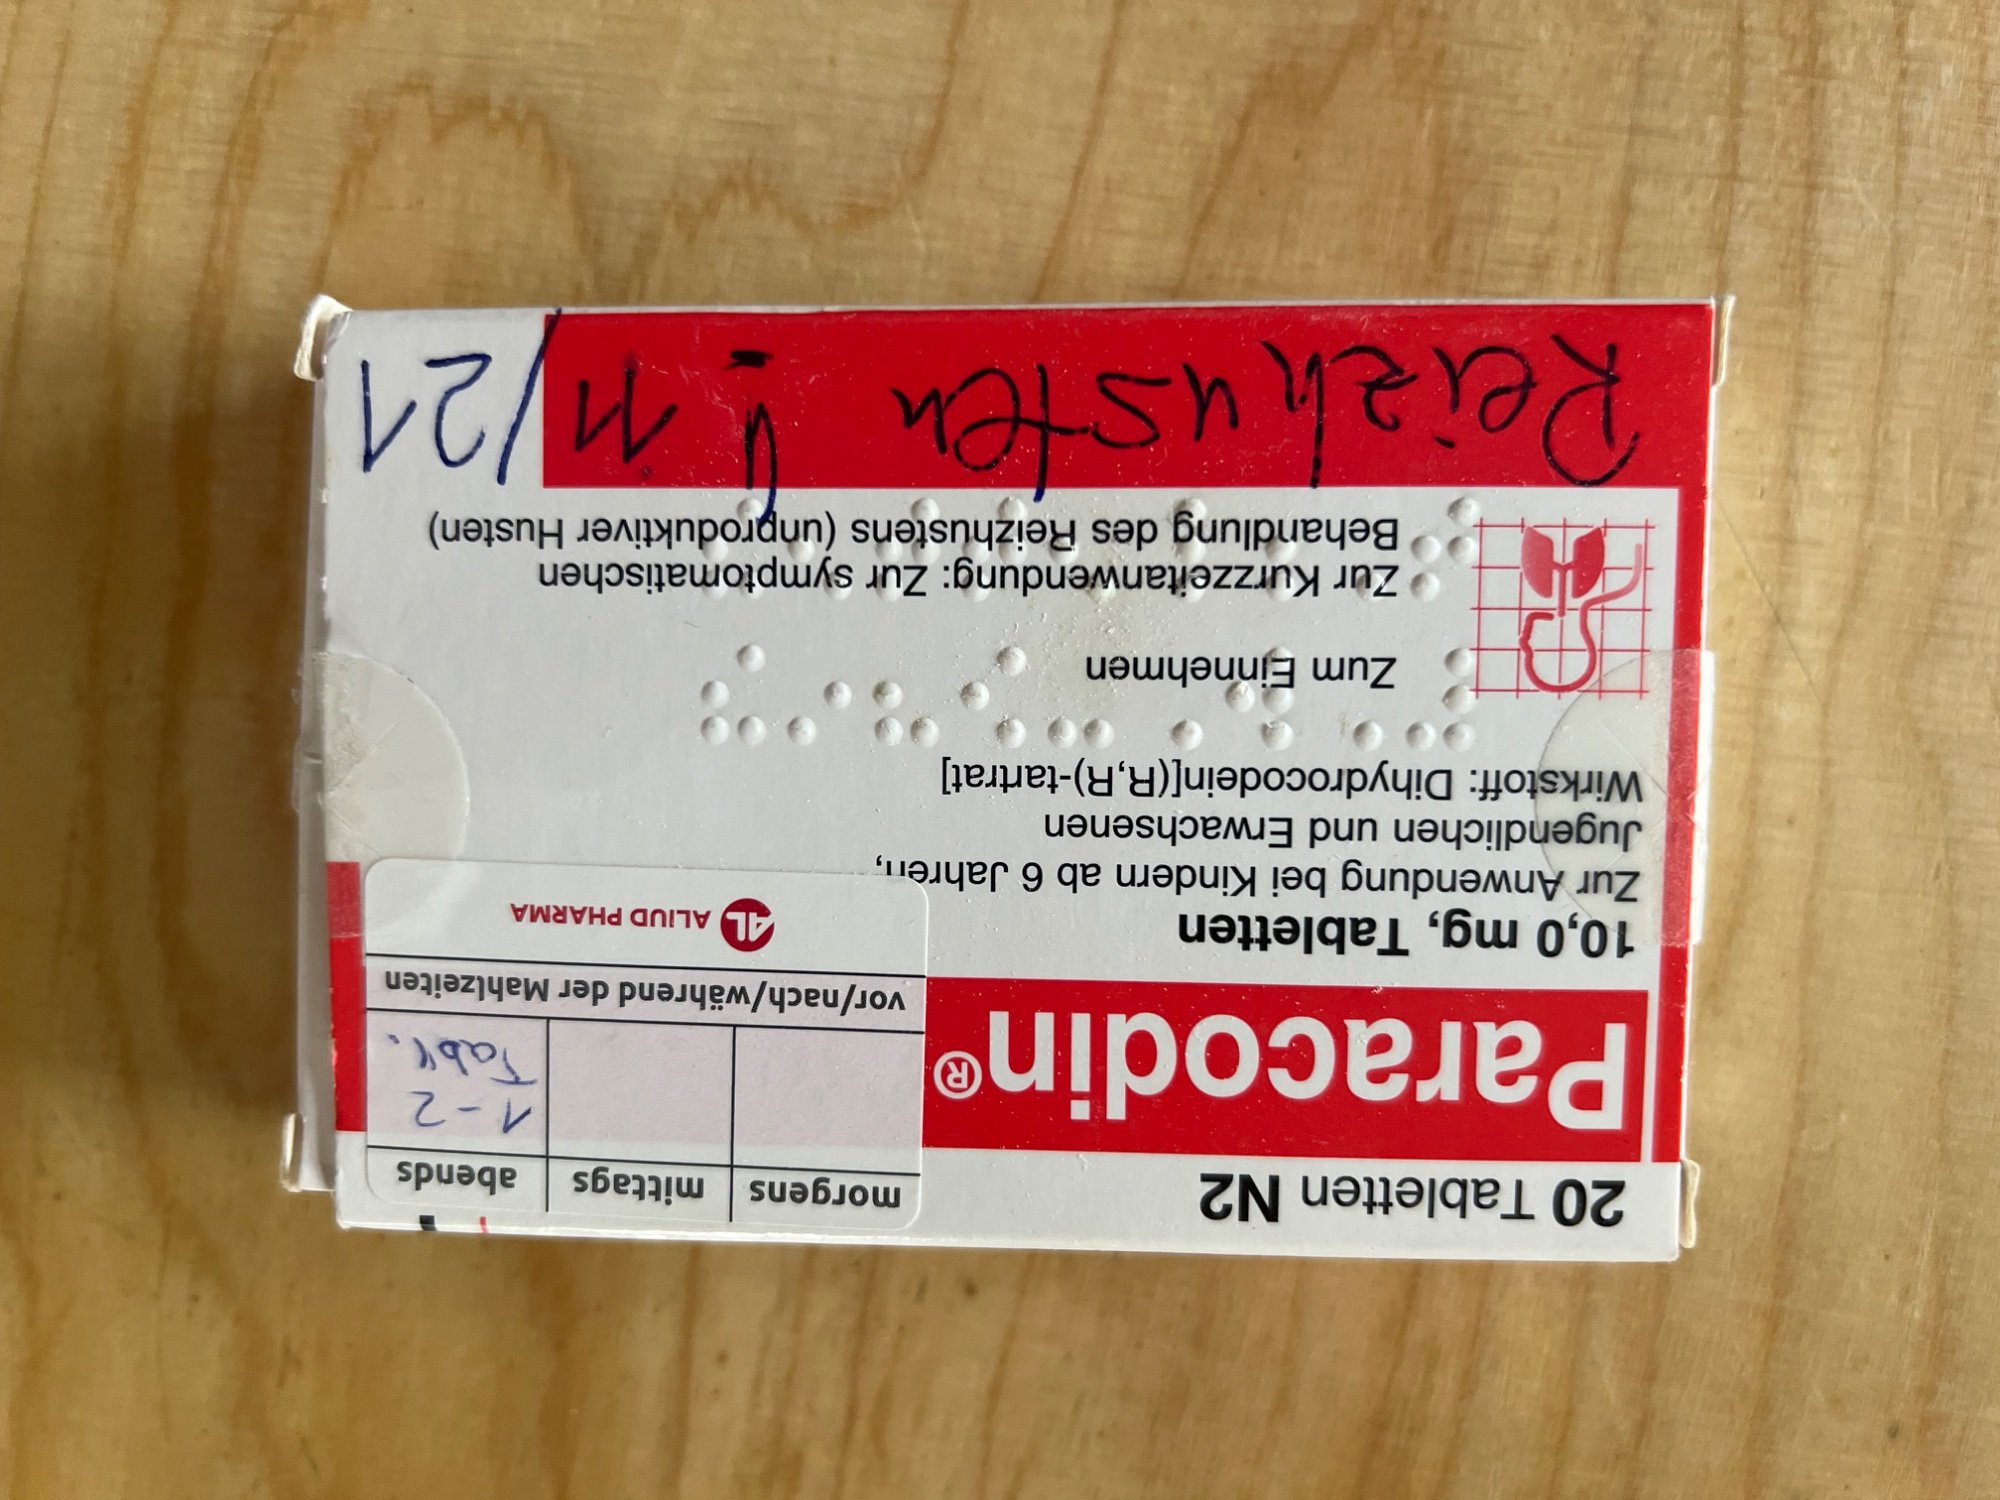 20 Tabletten N2
Paracodin®
10,0 mg, Tabletten
Zur Anwendung bei Kindern ab 6 Jahren,
Jugendlichen und Erwachsenen
Wirkstoff: Dihydrocodein[(R,R)-tartrat]
Zum Einnehmen
Zur Kurzzeitanwendung: Zur symptomatischen
Behandlung des Reizhustens (unproduktiver Husten)
Reizhusten 11/21
morgens mittags abends
1-2
Tabl.
vor/nach/während der Mahlzeiten
AL ALIUD PHARMA